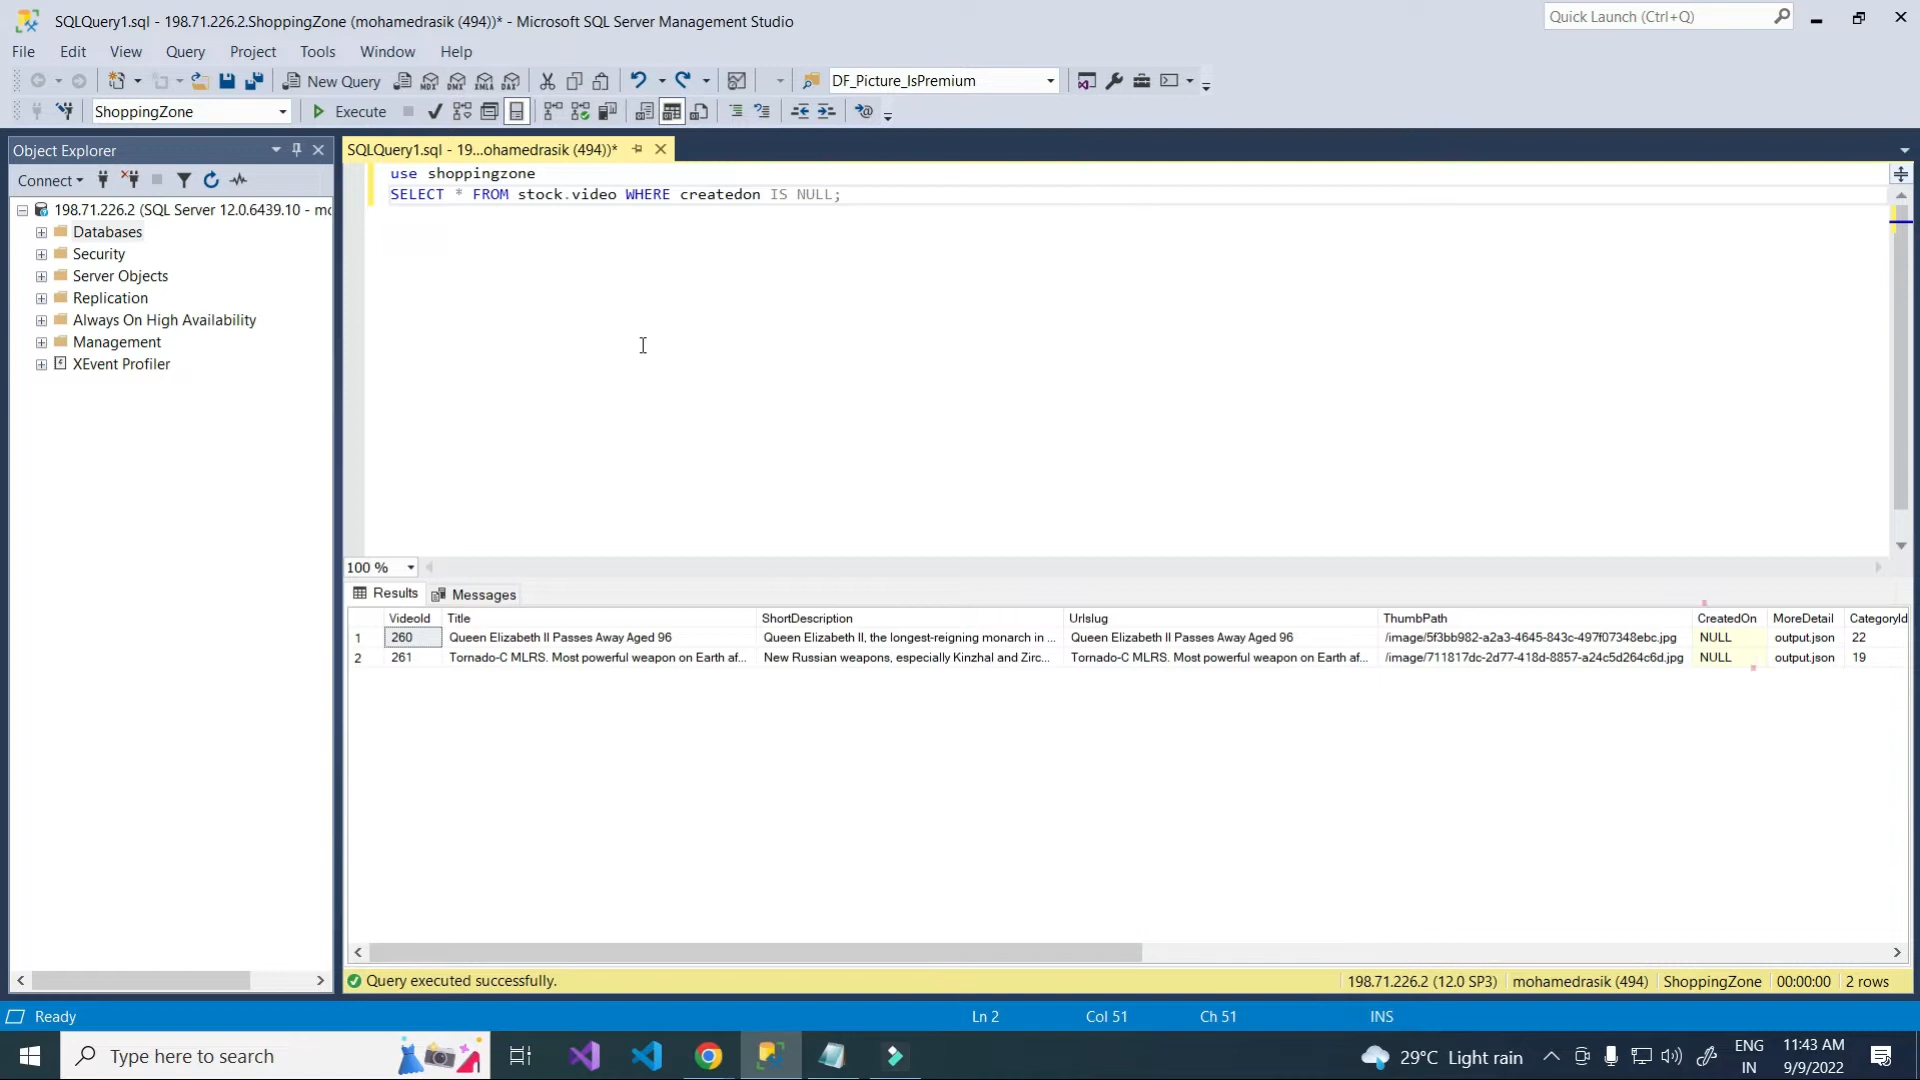 SQLQuery1.sql - 198.71.226.2.ShoppingZone (mohamedrasik (494))* - Microsoft SQL Server Management Studio
Quick Launch (Ctrl+Q)
File Edit View Query Project Tools Window Help
New Query MDX DMX XMLA DAX DF_Picture_IsPremium
ShoppingZone Execute
Object Explorer
SQLQuery1.sql - 19...ohamedrasik (494))*
Connect
198.71.226.2 (SQL Server 12.0.6439.10 - mo
Databases
Security
Server Objects
Replication
Always On High Availability
Management
XEvent Profiler
use shoppingzone
SELECT * FROM stock.video WHERE createdon IS NULL;
100 %
Results Messages
VideoId Title ShortDescription Urlslug ThumbPath CreatedOn MoreDetail CategoryId
1 260 Queen Elizabeth II Passes Away Aged 96 Queen Elizabeth II, the longest-reigning monarch in ... Queen Elizabeth II Passes Away Aged 96 /image/5f3bb982-a2a3-4645-843c-497f07348ebc.jpg NULL output.json 22
2 261 Tornado-C MLRS. Most powerful weapon on Earth af... New Russian weapons, especially Kinzhal and Zirc... Tornado-C MLRS. Most powerful weapon on Earth af... /image/711817dc-2d77-418d-8857-a24c5d264c6d.jpg NULL output.json 19
Query executed successfully. 198.71.226.2 (12.0 SP3) mohamedrasik (494) ShoppingZone 00:00:00 2 rows
Ready Ln 2 Col 51 Ch 51 INS
Type here to search
29°C Light rain
ENG
IN
11:43 AM
9/9/2022